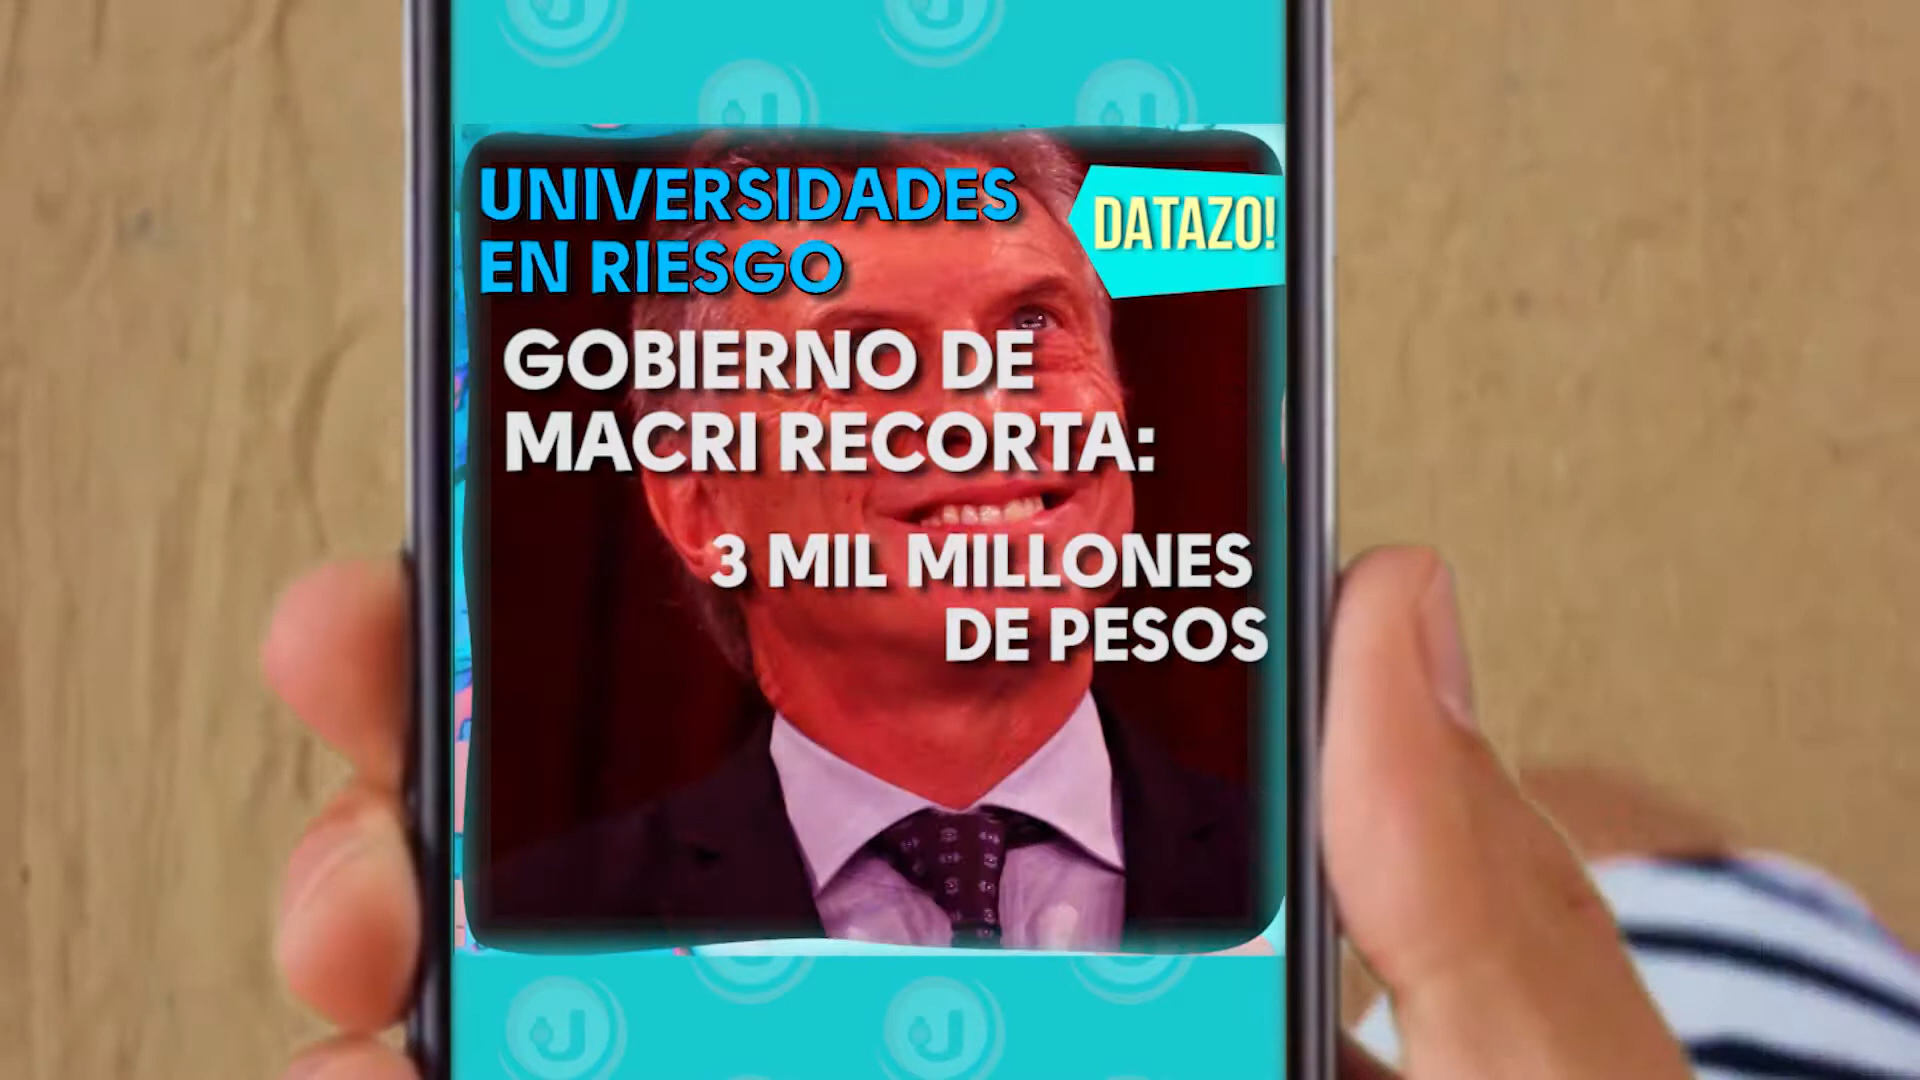 UNIVERSIDADES
EN RIESGO
DATAZO!
GOBIERNO DE
MACRI RECORTA:
3 MIL MILLONES
DE PESOS